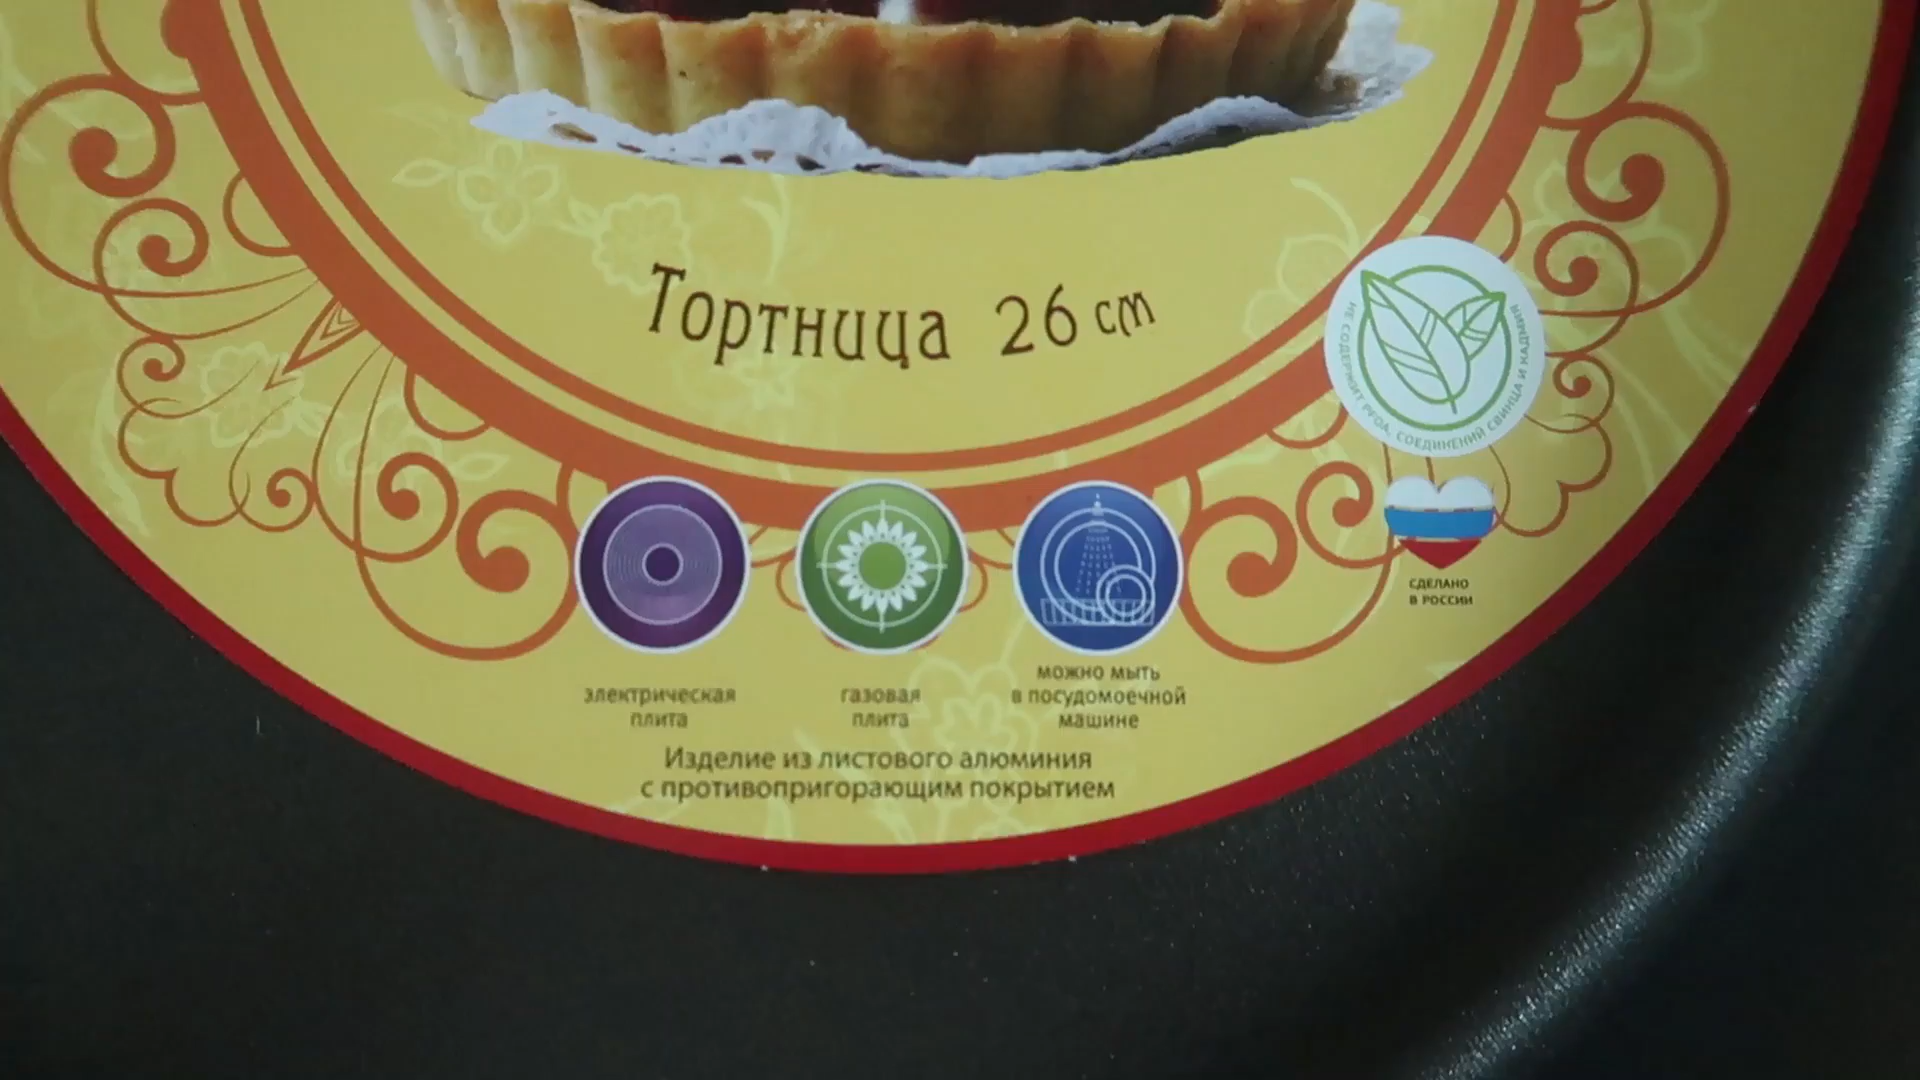 Тортница 26 см
НЕ СОДЕРЖИТ PFOA, СОЕДИНЕНИЙ СВИНЦА И КАДМИЯ
СДЕЛАНО
В РОССИИ
электрическая
плита
газовая
плита
можно мыть
в посудомоечной
машине
Изделие из листового алюминия
с противопригорающим покрытием